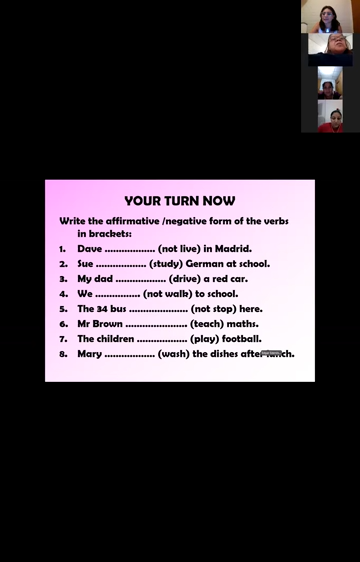 YOUR TURN NOW
Write the affirmative /negative form of the verbs
in brackets:
1. Dave .................. (not live) in Madrid.
2. Sue .................. (study) German at school.
3. My dad .................. (drive) a red car.
4. We ................ (not walk) to school.
5. The 34 bus ..................... (not stop) here.
6. Mr Brown ...................... (teach) maths.
7. The children .................. (play) football.
8. Mary .................. (wash) the dishes after lunch.